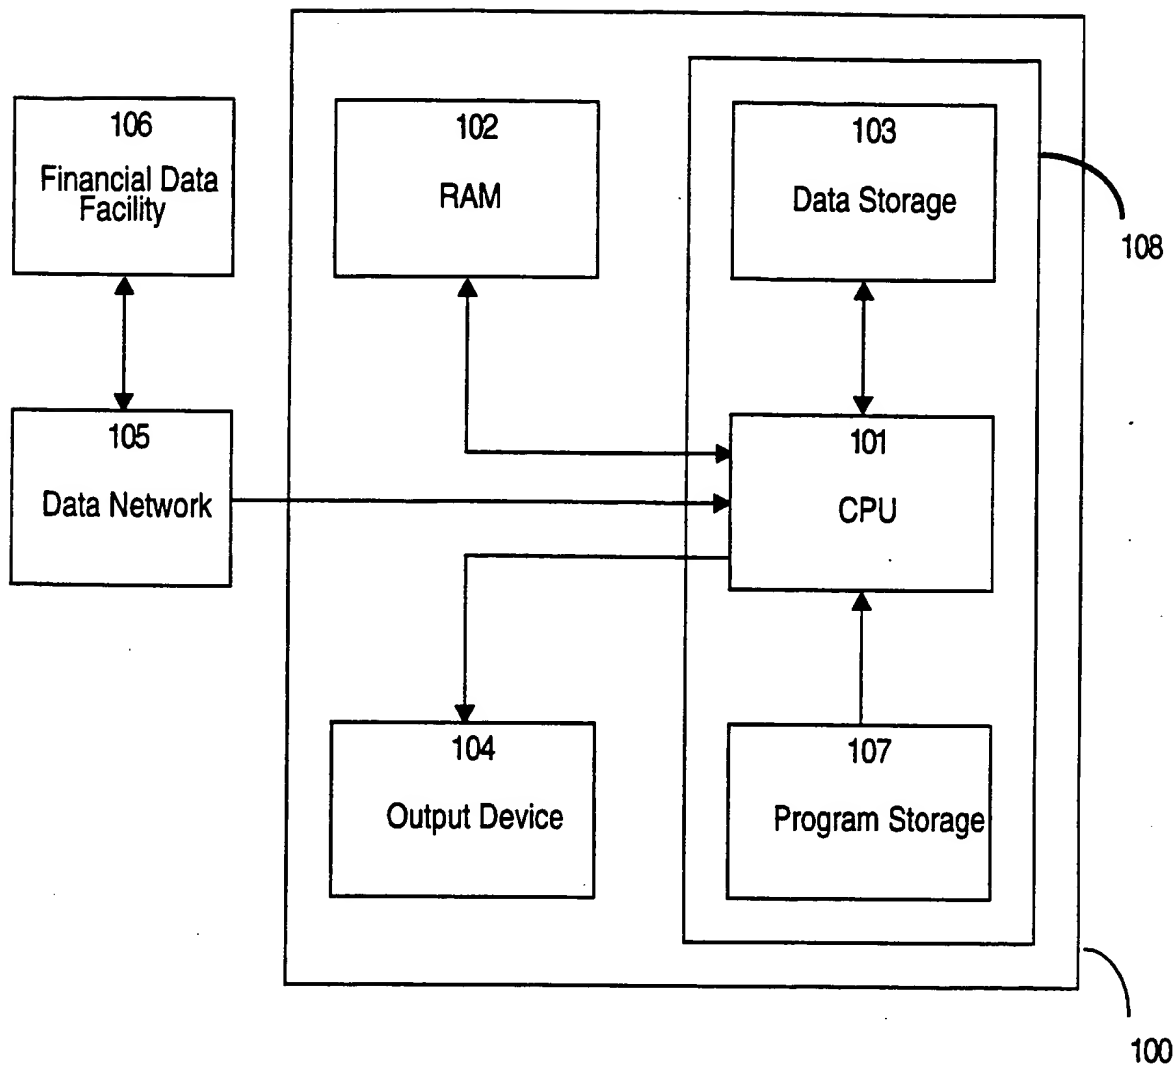 106
Financial Data
Facility
102
RAM
103
Data Storage
108
105
Data Network
101
CPU
104
Output Device
107
Program Storage
100